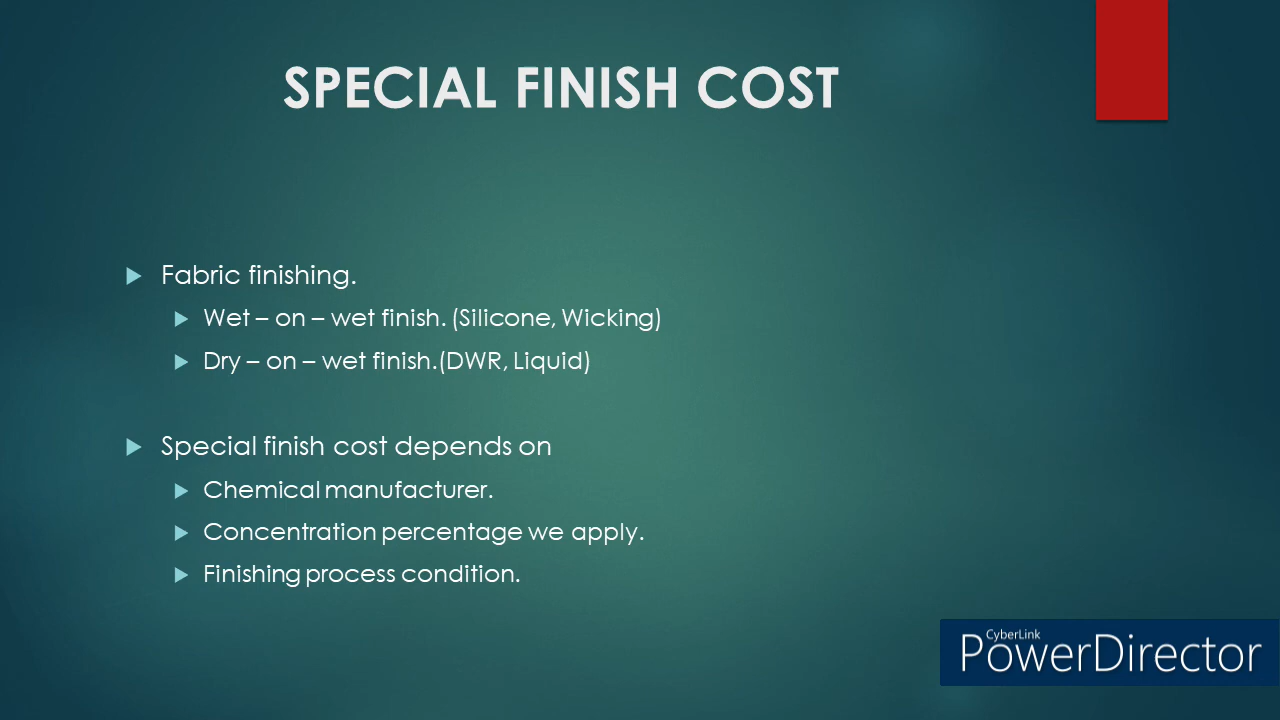 SPECIAL FINISH COST
Fabric finishing.
Wet – on – wet finish. (Silicone, Wicking)
Dry – on – wet finish.(DWR, Liquid)
Special finish cost depends on
Chemical manufacturer.
Concentration percentage we apply.
Finishing process condition.
CyberLink
PowerDirector